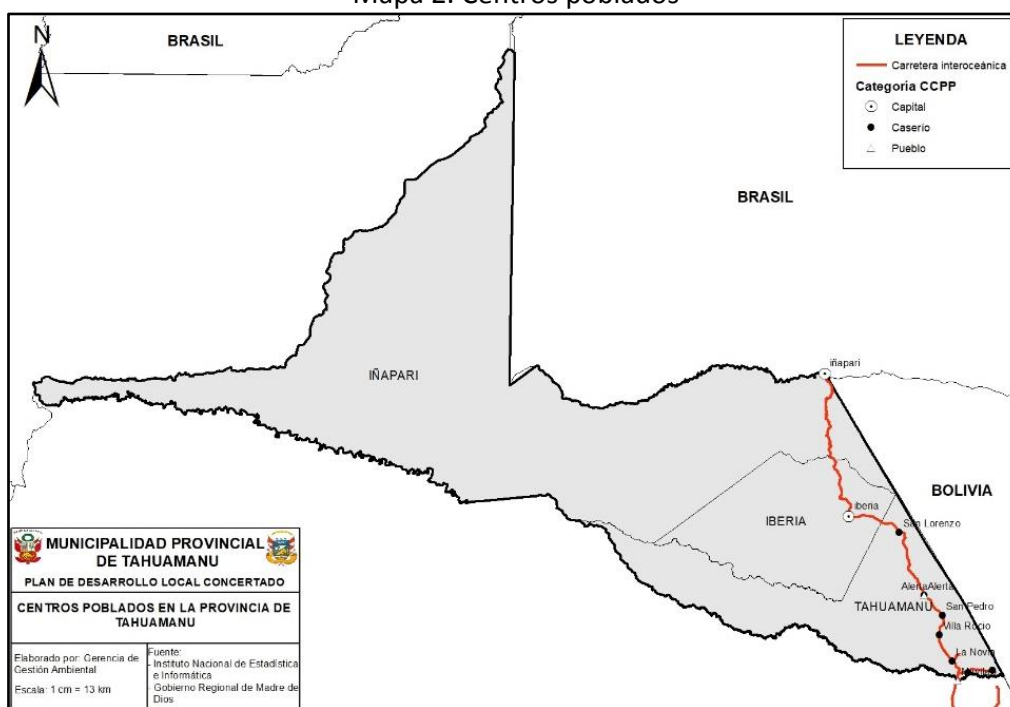 Mapa 2. Centros poblados
N
BRASIL
LEYENDA
Carretera interoceánica
Categoria CCPP
Capital
Caserío
Pueblo
BRASIL
IÑAPARI
iñapari
BOLIVIA
iberia
IBERIA
San Lorenzo
AlertaAlerta
TAHUAMANU
San Pedro
Villa Rocio
La Novia
MUNICIPALIDAD PROVINCIAL
DE TAHUAMANU
PLAN DE DESARROLLO LOCAL CONCERTADO
CENTROS POBLADOS EN LA PROVINCIA DE
TAHUAMANU
Elaborado por: Gerencia de
Gestión Ambiental
Escala: 1 cm = 13 km
Fuente:
- Instituto Nacional de Estadística
e Informática
- Gobierno Regional de Madre de
Dios